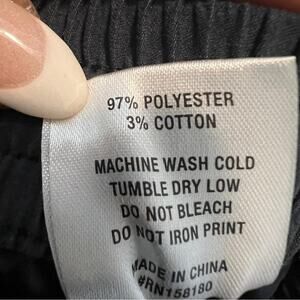 97% POLYESTER
3% COTTON
MACHINE WASH COLD
TUMBLE DRY LOW
DO NOT BLEACH
DO NOT IRON PRINT
MADE IN CHINA
#RN158180